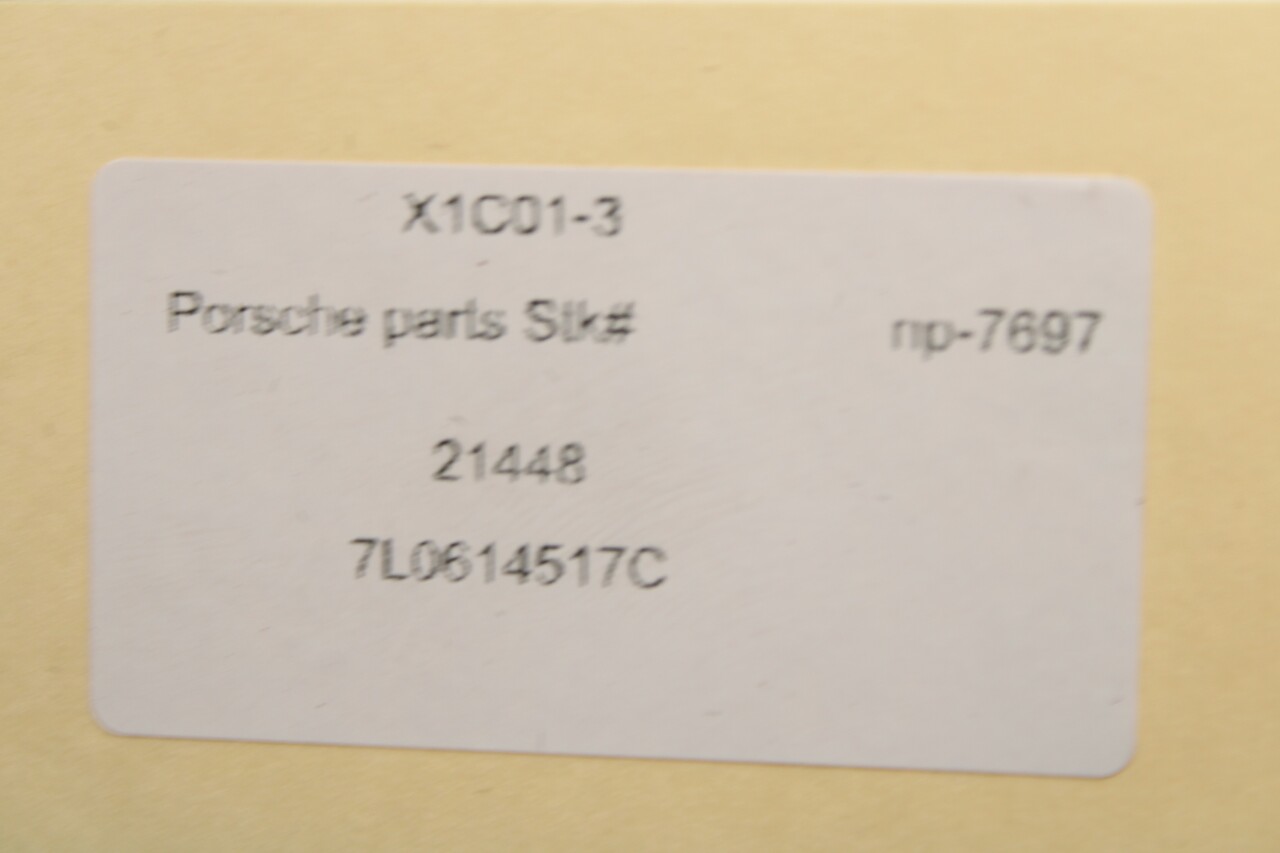 X1C01-3
Porsche parts Stk# np-7697
21448
7L0614517C